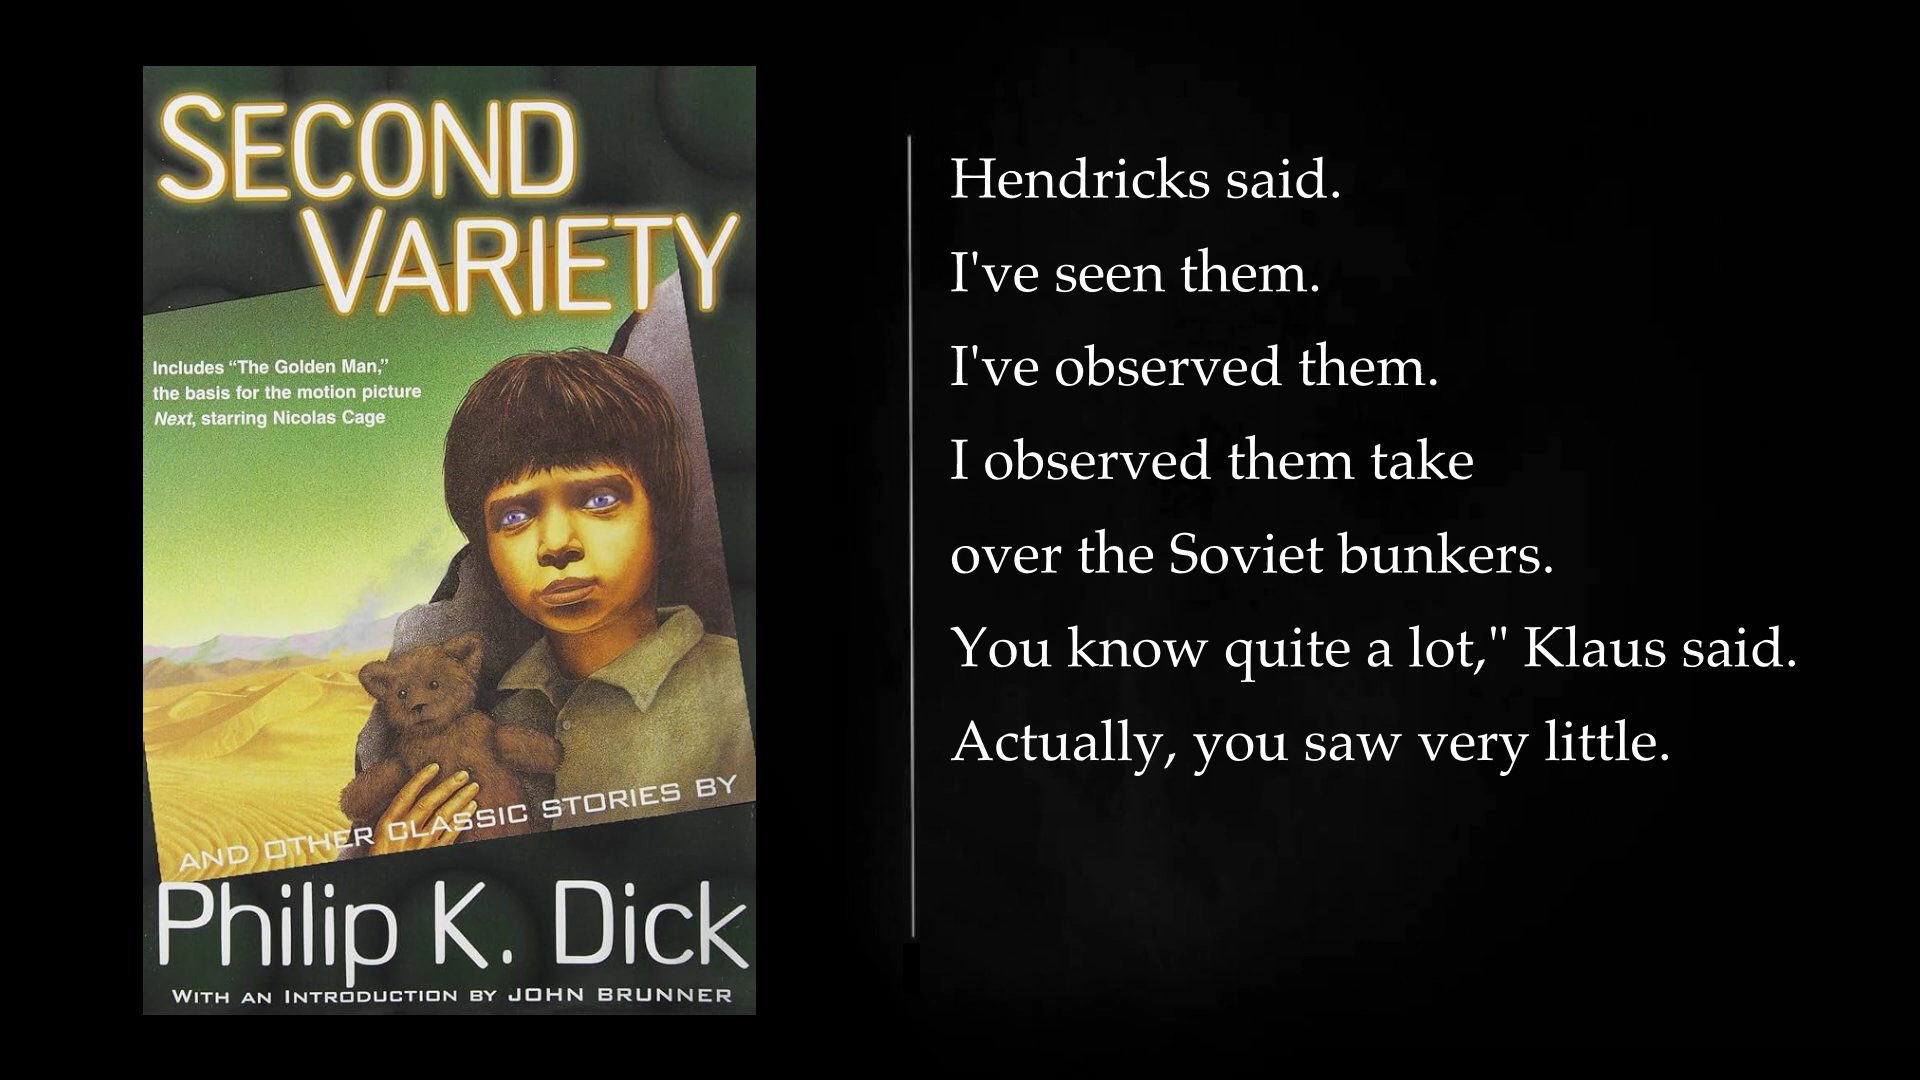 SECOND
VARIETY
Includes “The Golden Man,”
the basis for the motion picture
Next, starring Nicolas Cage
AND OTHER CLASSIC STORIES BY
Philip K. Dick
WITH AN INTRODUCTION BY JOHN BRUNNER
Hendricks said.
I've seen them.
I've observed them.
I observed them take
over the Soviet bunkers.
You know quite a lot," Klaus said.
Actually, you saw very little.